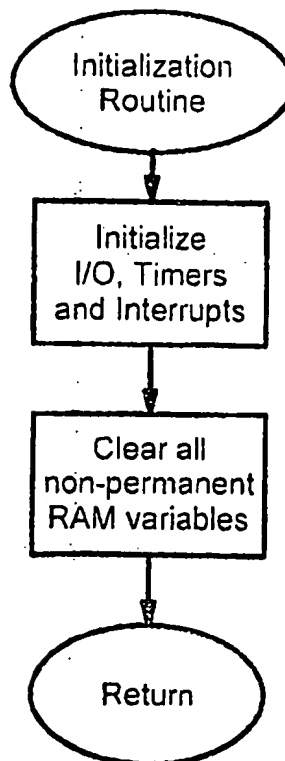 Initialization
Routine
Initialize
I/O, Timers
and Interrupts
Clear all
non-permanent
RAM variables
Return